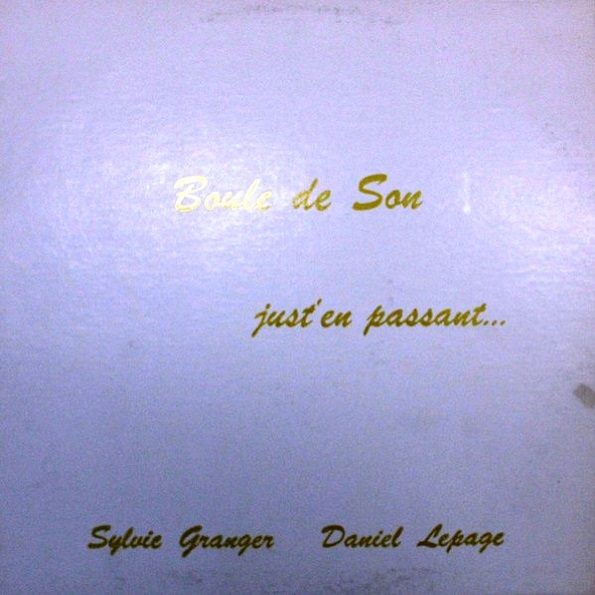 Boule de Son
just'en passant...
Sylvie Granger Daniel Lepage